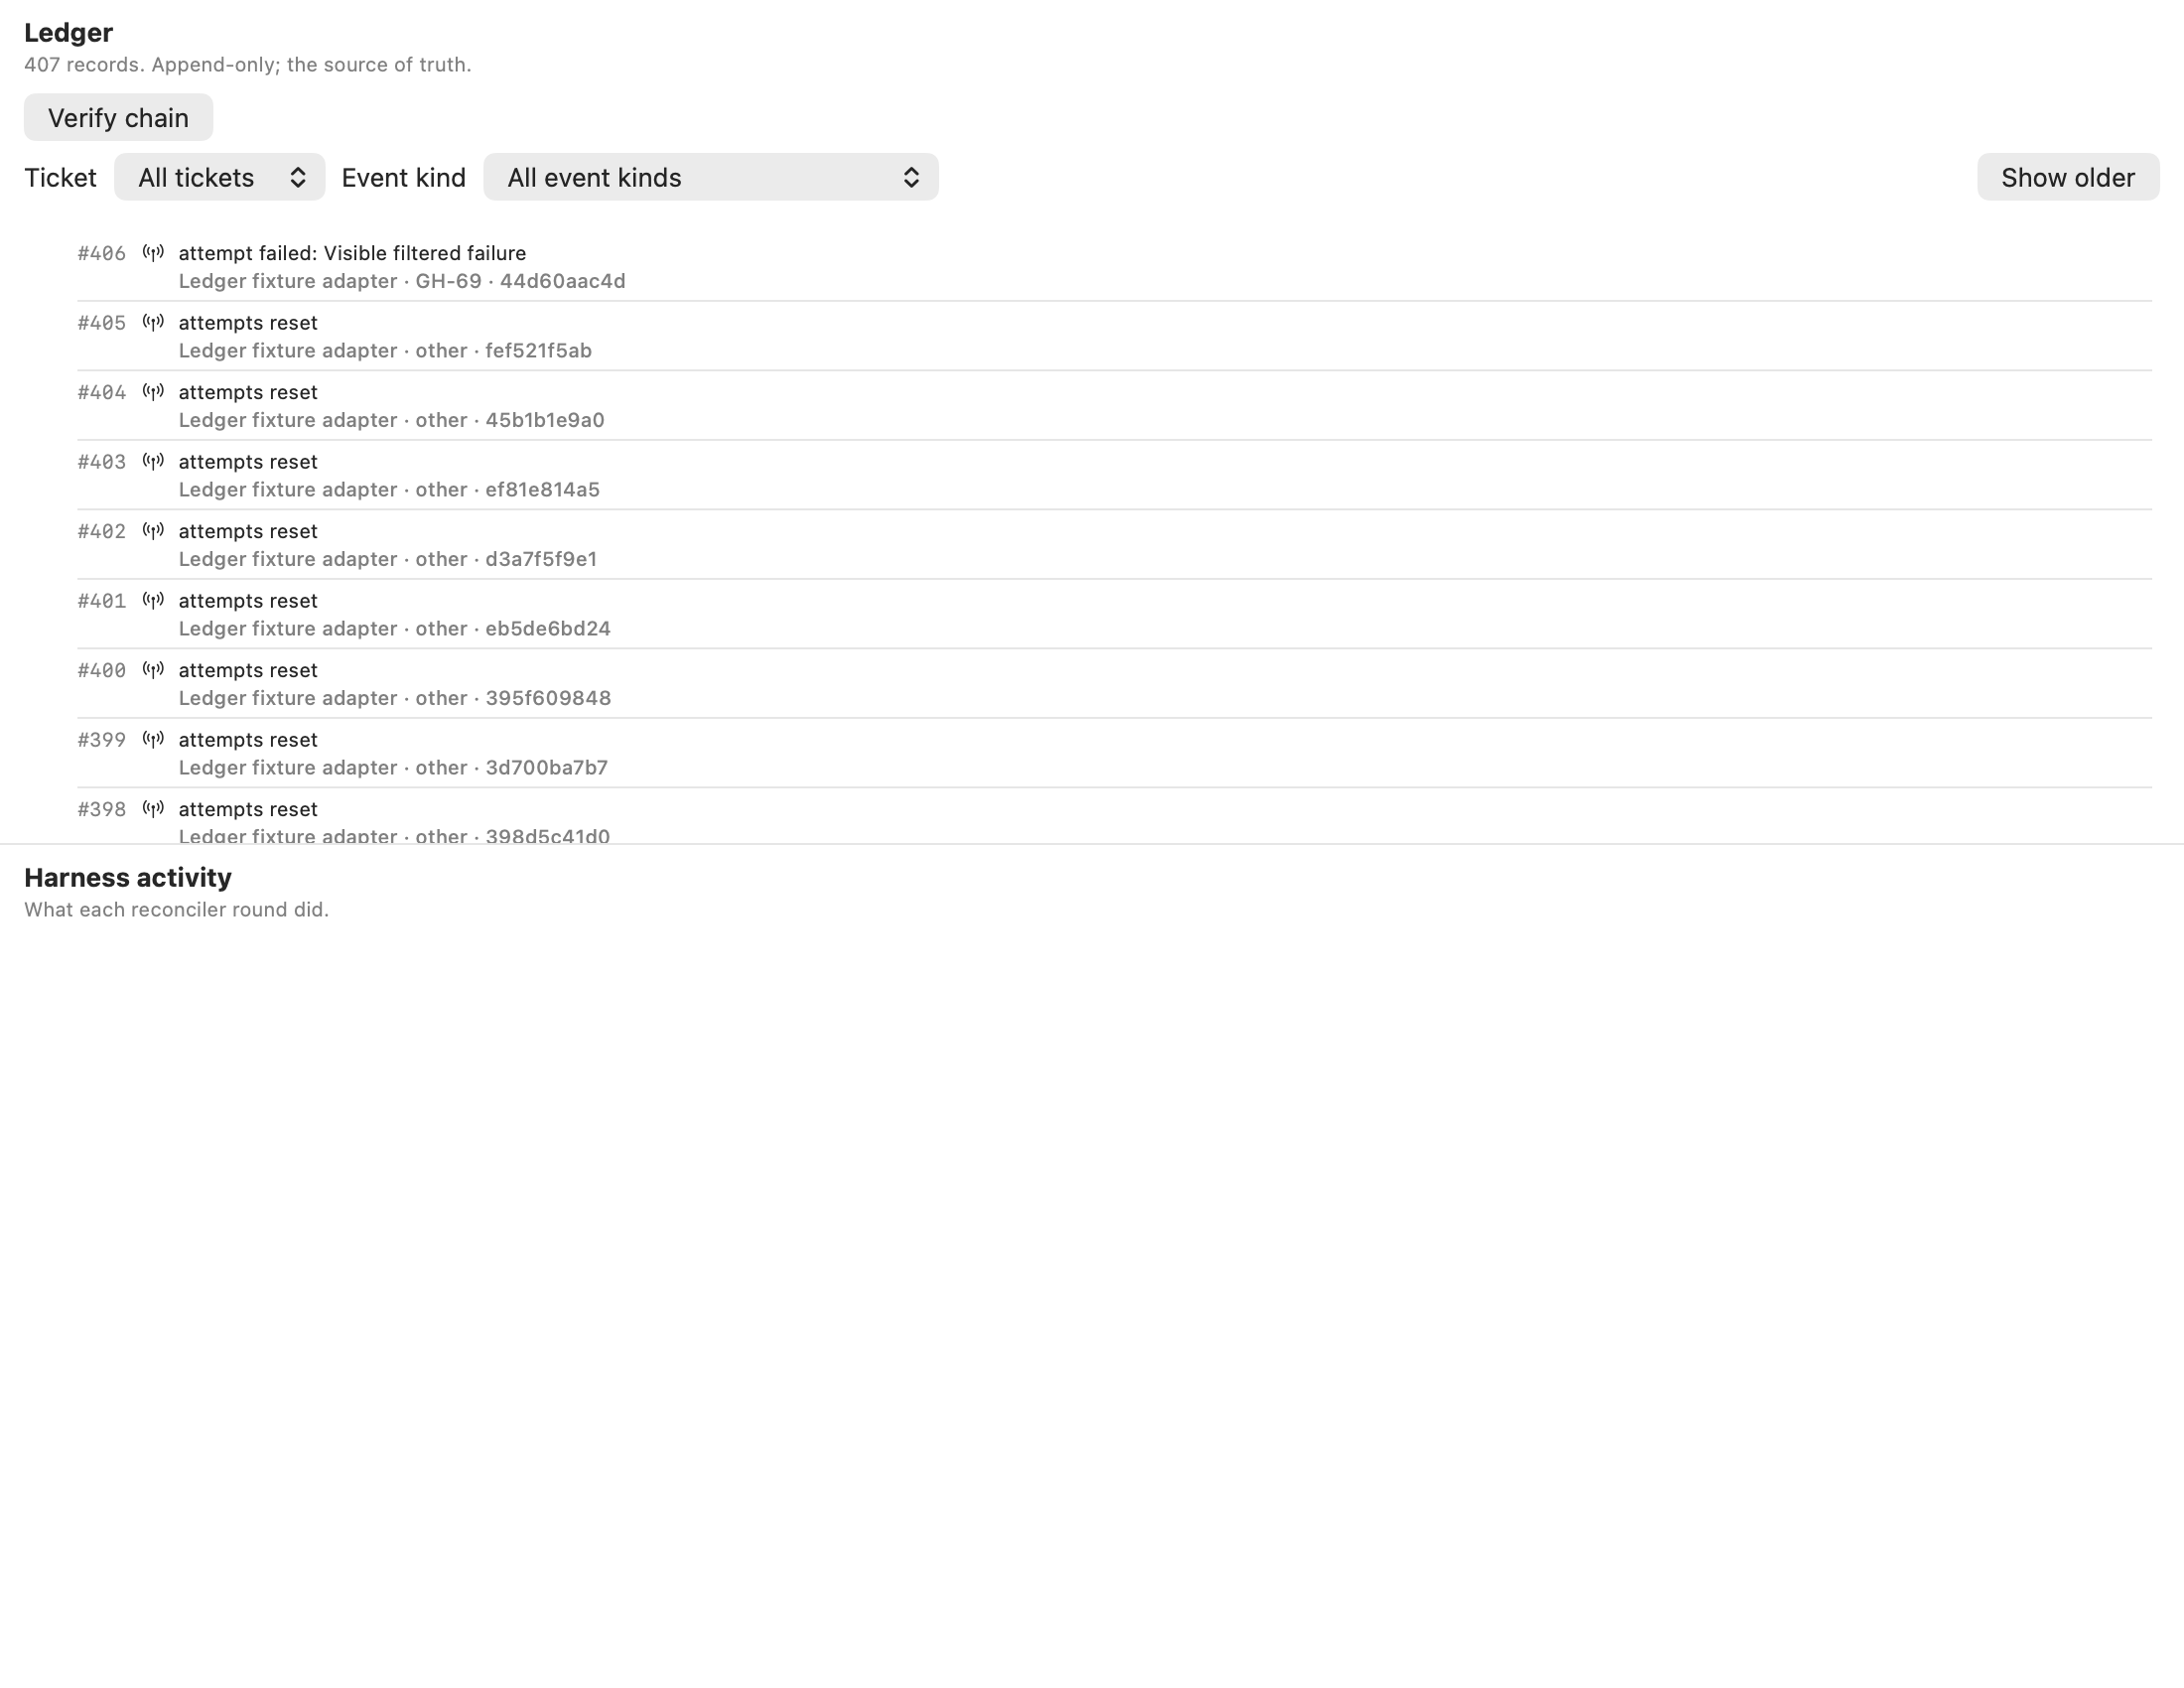 Ledger
407 records. Append-only; the source of truth.
Verify chain
Ticket All tickets Event kind All event kinds Show older
#406 attempt failed: Visible filtered failure
Ledger fixture adapter · GH-69 · 44d60aac4d
#405 attempts reset
Ledger fixture adapter · other · fef521f5ab
#404 attempts reset
Ledger fixture adapter · other · 45b1b1e9a0
#403 attempts reset
Ledger fixture adapter · other · ef81e814a5
#402 attempts reset
Ledger fixture adapter · other · d3a7f5f9e1
#401 attempts reset
Ledger fixture adapter · other · eb5de6bd24
#400 attempts reset
Ledger fixture adapter · other · 395f609848
#399 attempts reset
Ledger fixture adapter · other · 3d700ba7b7
#398 attempts reset
Ledger fixture adapter · other · 398d5c41d0
Harness activity
What each reconciler round did.